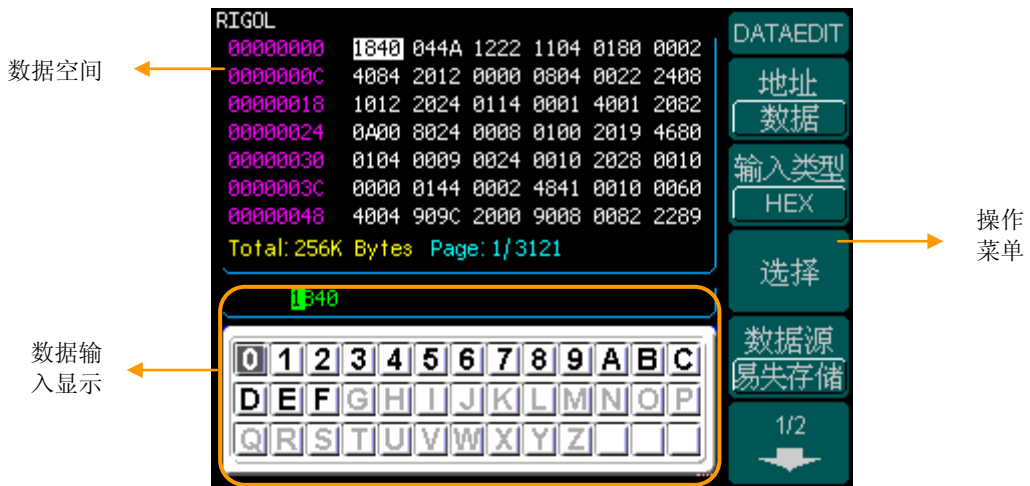 RIGOL
00000000 1840 044A 1222 1104 0180 0002
0000000C 4084 2012 0000 0804 0022 2408
00000018 1012 2024 0114 0001 4001 2082
00000024 0A00 8024 0008 0100 2019 4680
00000030 0104 0009 0024 0010 2028 0010
0000003C 0000 0144 0002 4841 0010 0060
00000048 4004 909C 2000 9008 0082 2289
Total: 256K Bytes Page: 1/3121
1840
0 1 2 3 4 5 6 7 8 9 A B C
D E F G H I J K L M N O P
Q R S T U V W X Y Z
DATAEDIT
地址
数据
输入类型
HEX
选择
数据源
易失存储
1/2
数据空间
数据输
入显示
操作
菜单